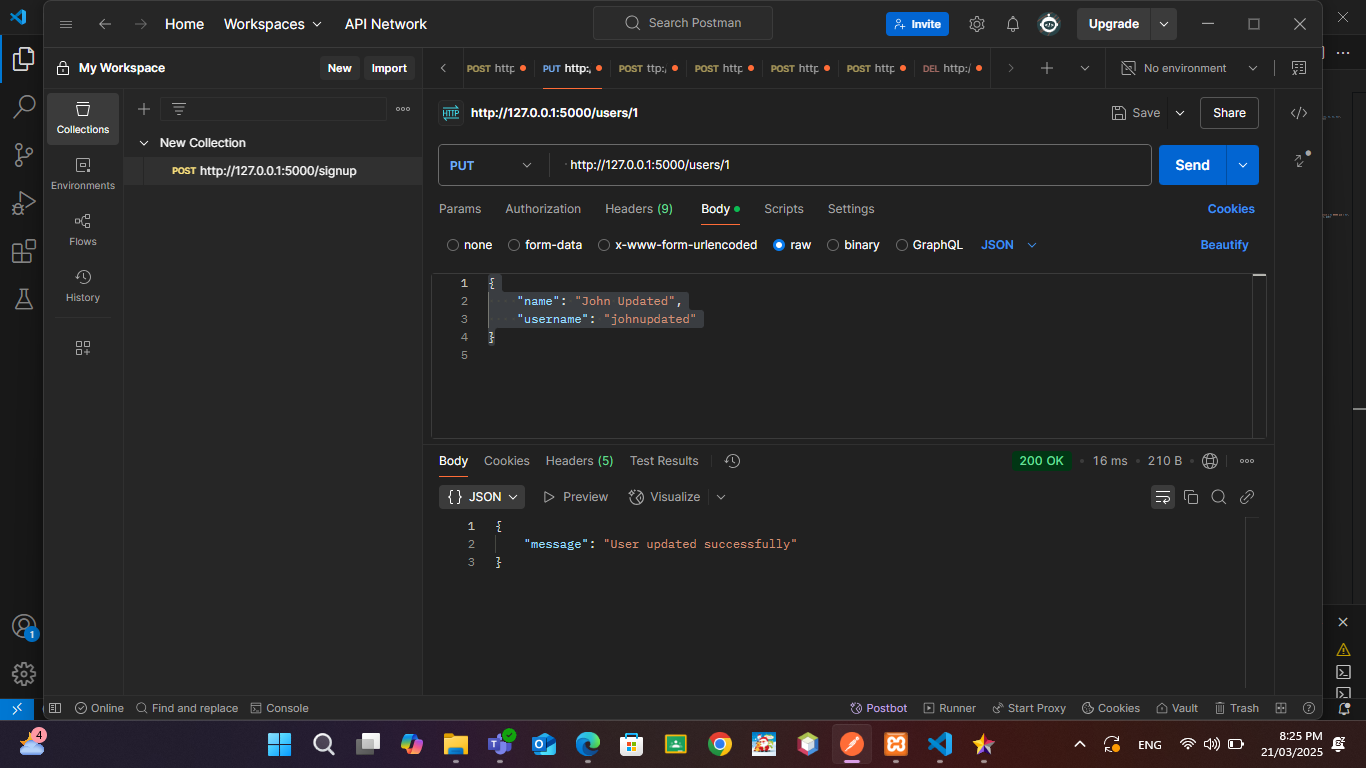 Home Workspaces API Network Search Postman Invite Upgrade
My Workspace New Import
POST http PUT http:, POST ttp:, POST http POST http POST http DEL http:/ No environment
Collections
Environments
Flows
History
New Collection
POST http://127.0.0.1:5000/signup
HTTP http://127.0.0.1:5000/users/1 Save Share
PUT http://127.0.0.1:5000/users/1 Send
Params Authorization Headers (9) Body Scripts Settings Cookies
none form-data x-www-form-urlencoded raw binary GraphQL JSON Beautify
1 {
2 "name": "John Updated",
3 "username": "johnupdated"
4 }
5
Body Cookies Headers (5) Test Results 200 OK • 16 ms • 210 B
{} JSON Preview Visualize
1 {
2 "message": "User updated successfully"
3 }
1
Online Find and replace Console Postbot Runner Start Proxy Cookies Vault Trash
4
ENG
8:25 PM
21/03/2025